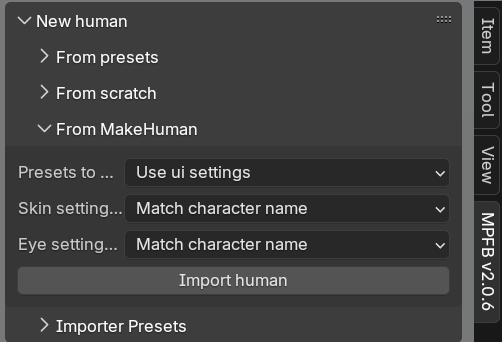 New human
From presets
From scratch
From MakeHuman
Presets to ... Use ui settings
Skin setting... Match character name
Eye setting... Match character name
Import human
Importer Presets
Item
Tool
View
MPFB v2.0.6